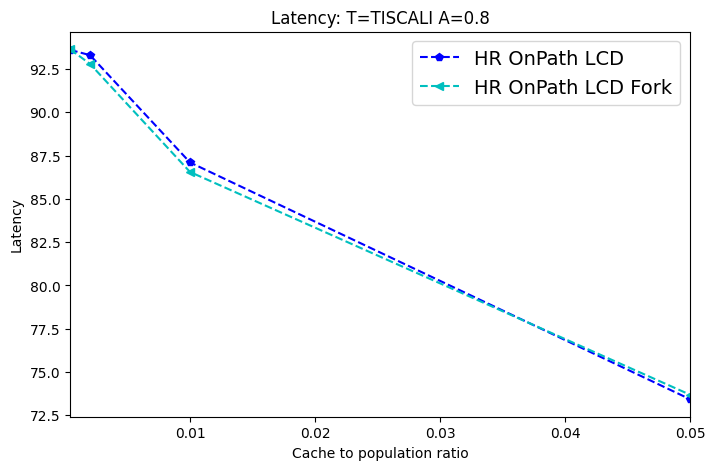 Latency: T=TISCALI A=0.8
HR OnPath LCD
HR OnPath LCD Fork
Latency
92.5
90.0
87.5
85.0
82.5
80.0
77.5
75.0
72.5
0.01 0.02 0.03 0.04 0.05
Cache to population ratio